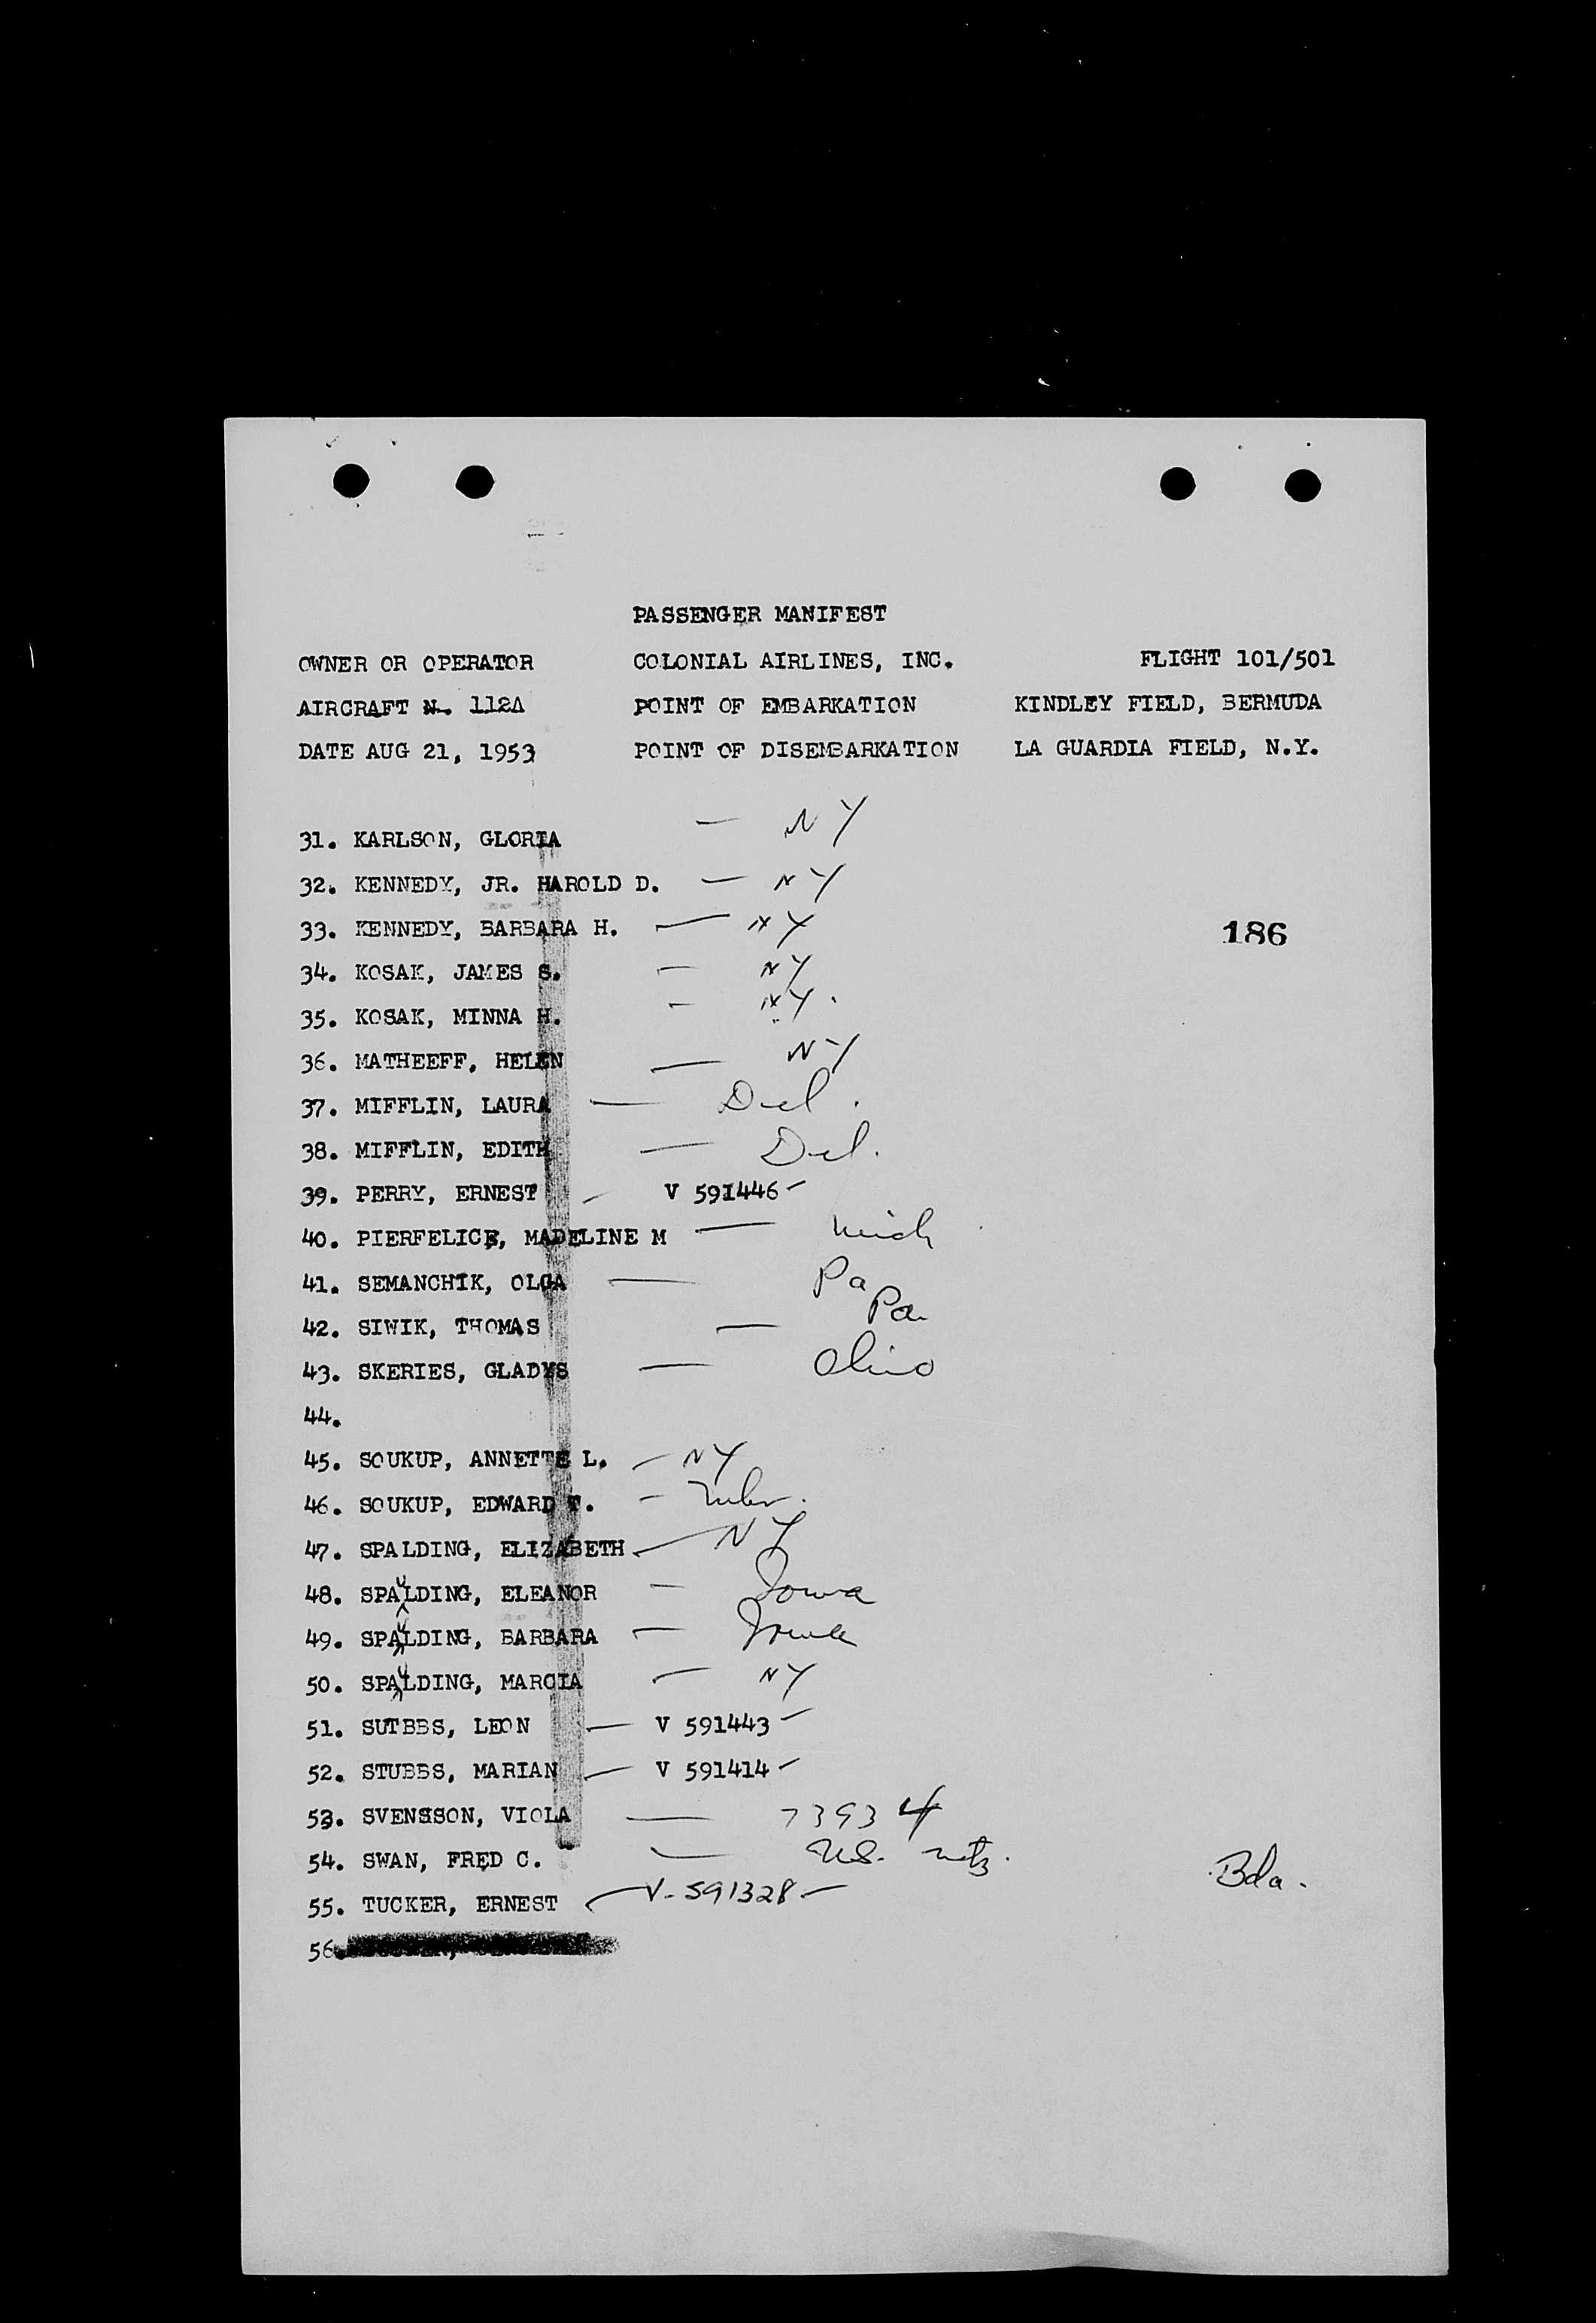 PASSENGER MANIFEST
OWNER OR OPERATOR COLONIAL AIRLINES, INC. FLIGHT 101/501
AIRCRAFT N. 112A POINT OF EMBARKATION KINDLEY FIELD, BERMUDA
DATE AUG 21, 1953 POINT OF DISEMBARKATION LA GUARDIA FIELD, N.Y.
31. KARLSON, GLORIA — NY
32. KENNEDY, JR. HAROLD D. — NY
33. KENNEDY, BARBARA H. — NY
186
34. KOSAK, JAMES S. — NY
35. KOSAK, MINNA H. — NY.
36. MATHEEFF, HELEN — NY
37. MIFFLIN, LAURA — Del.
38. MIFFLIN, EDITH — Del.
39. PERRY, ERNEST — V 591446 —
40. PIERFELICE, MADELINE M — Mich
41. SEMANCHIK, OLGA — Pa
42. SIWIK, THOMAS — Pa.
43. SKERIES, GLADYS — Ohio
44.
45. SOUKUP, ANNETTE L. — NY
46. SOUKUP, EDWARD T. —
47. SPALDING, ELIZABETH — NY
48. SPAULDING, ELEANOR — Iowa
49. SPAULDING, BARBARA — Iowa
50. SPAULDING, MARCIA — NY
51. SUTBBS, LEON — V 591443 —
52. STUBBS, MARIAN — V 591414 —
53. SVENSSON, VIOLA — 73934
54. SWAN, FRED C. — US. ntz. Bda.
55. TUCKER, ERNEST — V-591328 —
56.